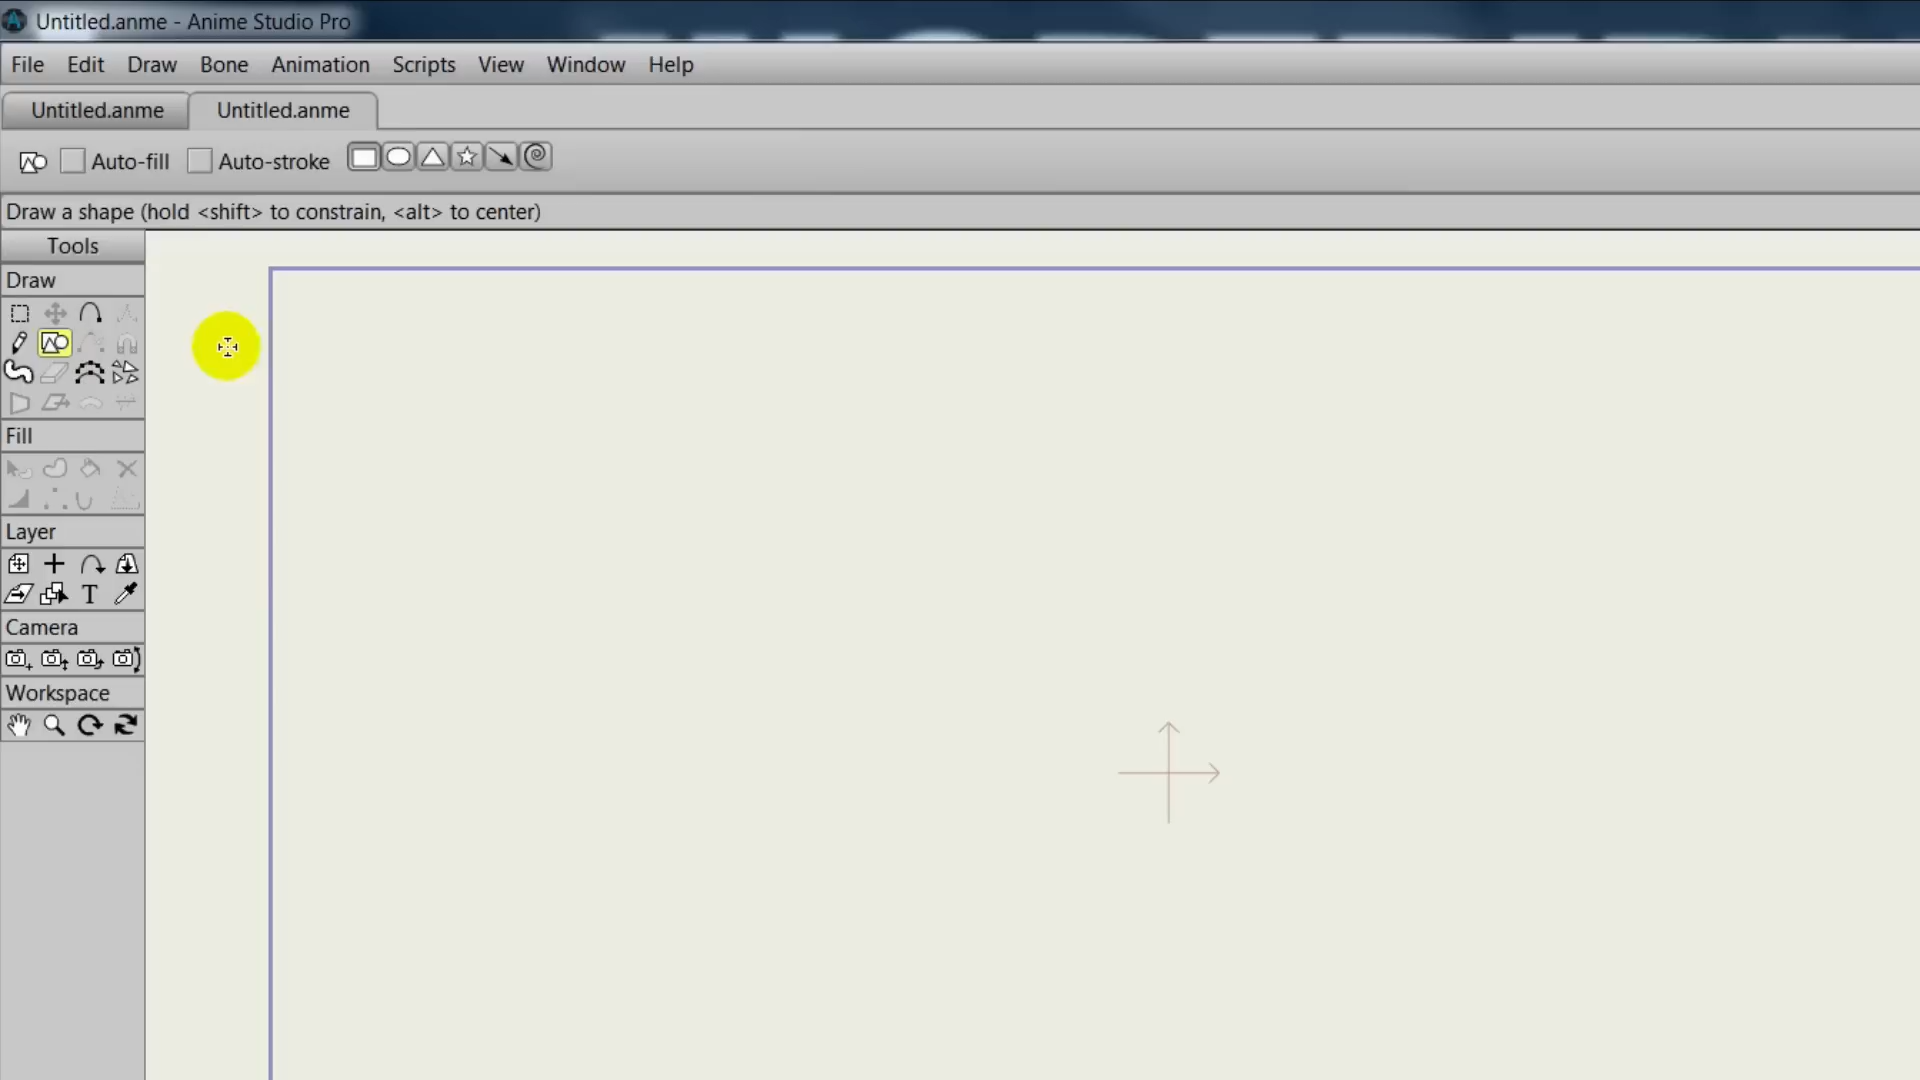 Untitled.anme - Anime Studio Pro
File Edit Draw Bone Animation Scripts View Window Help
Untitled.anme Untitled.anme
Auto-fill Auto-stroke
Draw a shape (hold <shift> to constrain, <alt> to center)
Tools
Draw
Fill
Layer
T
Camera
Workspace